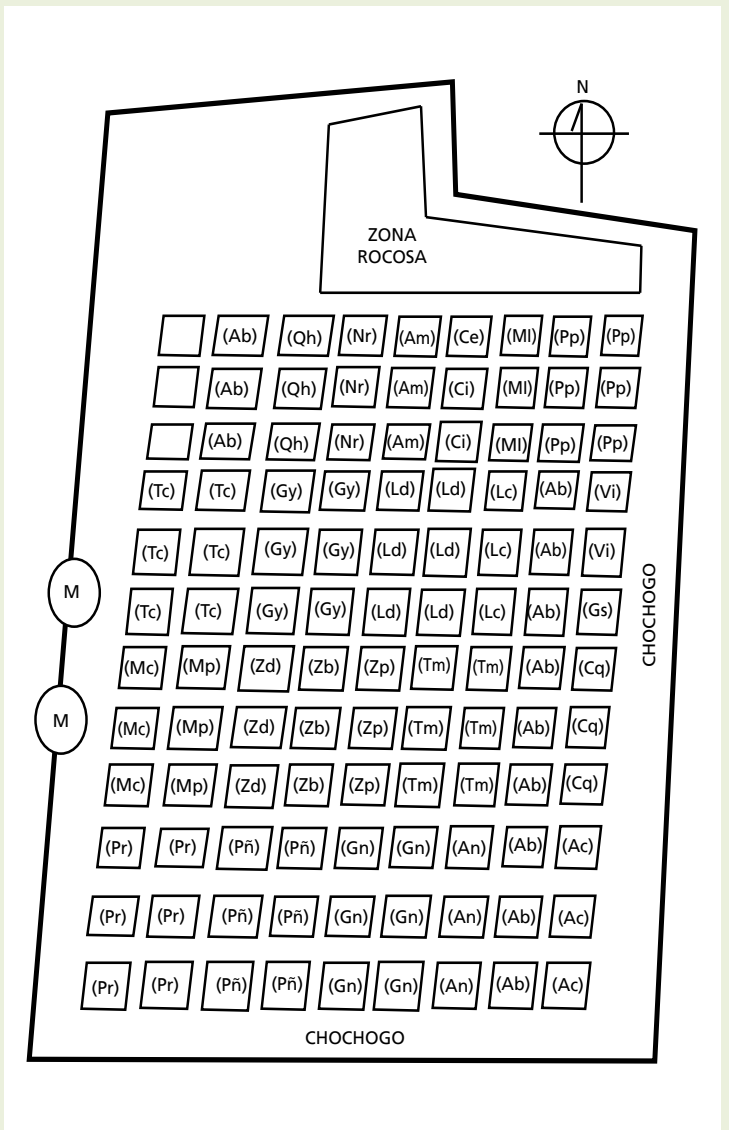 N
ZONA
ROCOSA
(Ab) (Qh) (Nr) (Am) (Ce) (Ml) (Pp) (Pp)
(Ab) (Qh) (Nr) (Am) (Ci) (Ml) (Pp) (Pp)
(Ab) (Qh) (Nr) (Am) (Ci) (Ml) (Pp) (Pp)
(Tc) (Tc) (Gy) (Gy) (Ld) (Ld) (Lc) (Ab) (Vi)
(Tc) (Tc) (Gy) (Gy) (Ld) (Ld) (Lc) (Ab) (Vi)
M
(Tc) (Tc) (Gy) (Gy) (Ld) (Ld) (Lc) (Ab) (Gs)
CHOCHOGO
(Mc) (Mp) (Zd) (Zb) (Zp) (Tm) (Tm) (Ab) (Cq)
M
(Mc) (Mp) (Zd) (Zb) (Zp) (Tm) (Tm) (Ab) (Cq)
(Mc) (Mp) (Zd) (Zb) (Zp) (Tm) (Tm) (Ab) (Cq)
(Pr) (Pr) (Pñ) (Pñ) (Gn) (Gn) (An) (Ab) (Ac)
(Pr) (Pr) (Pñ) (Pñ) (Gn) (Gn) (An) (Ab) (Ac)
(Pr) (Pr) (Pñ) (Pñ) (Gn) (Gn) (An) (Ab) (Ac)
CHOCHOGO